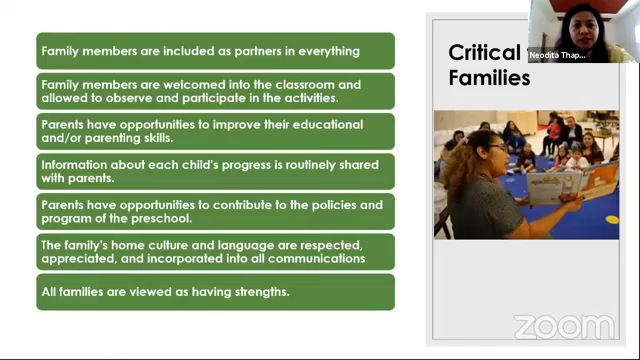 Family members are included as partners in everything
Family members are welcomed into the classroom and
allowed to observe and participate in the activities.
Parents have opportunities to improve their educational
and/or parenting skills.
Information about each child's progress is routinely shared
with parents.
Parents have opportunities to contribute to the policies and
program of the preschool.
The family's home culture and language are respected,
appreciated, and incorporated into all communications
All families are viewed as having strengths.
Critical
Families
Neodita Thap...
zoom